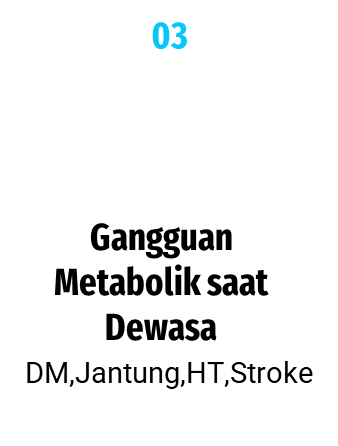 03
Gangguan
Metabolik saat
Dewasa
DM,Jantung,HT,Stroke